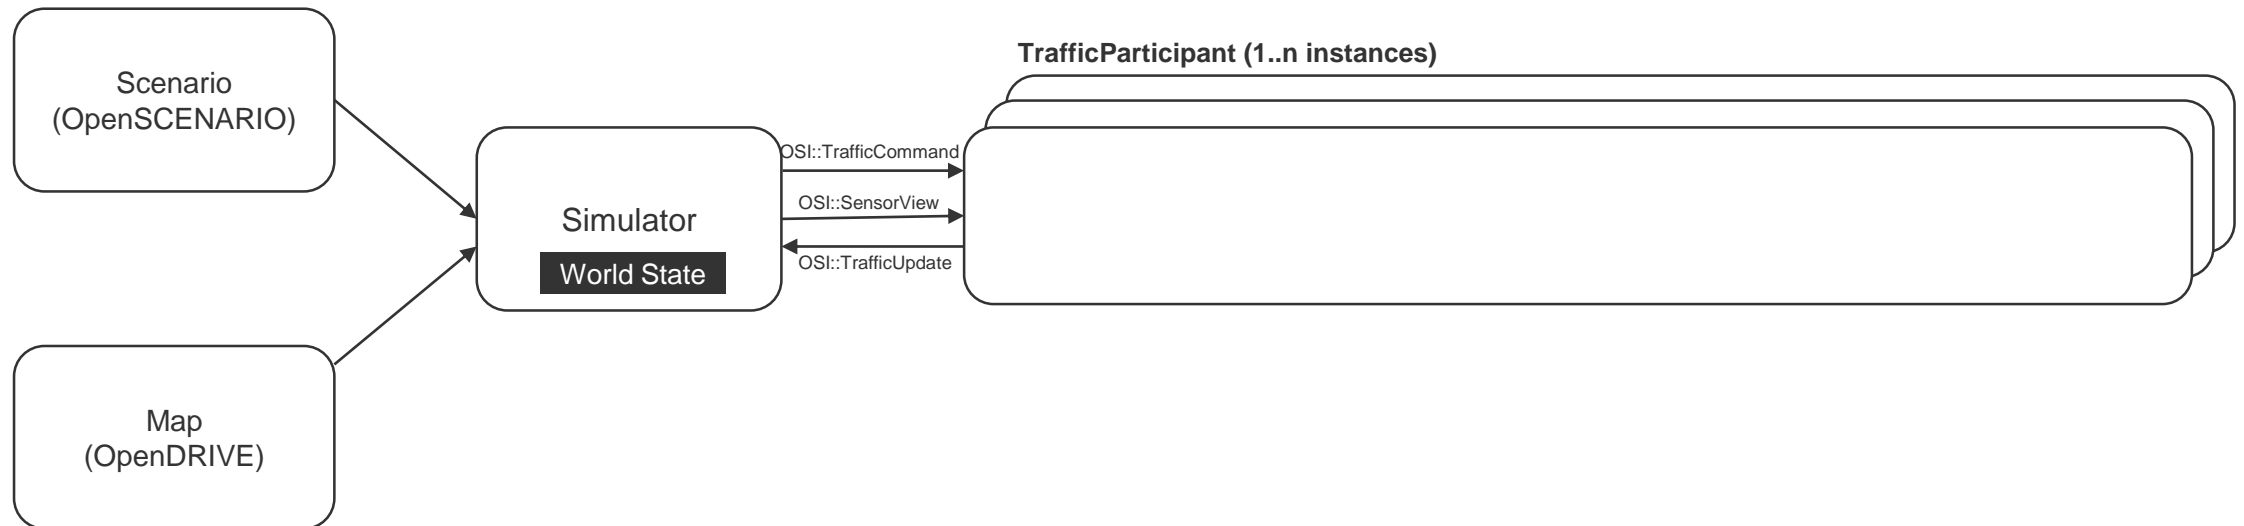 Scenario
(OpenSCENARIO)
Map
(OpenDRIVE)
Simulator
World State
OSI::TrafficCommand
OSI::SensorView
OSI::TrafficUpdate
TrafficParticipant (1..n instances)